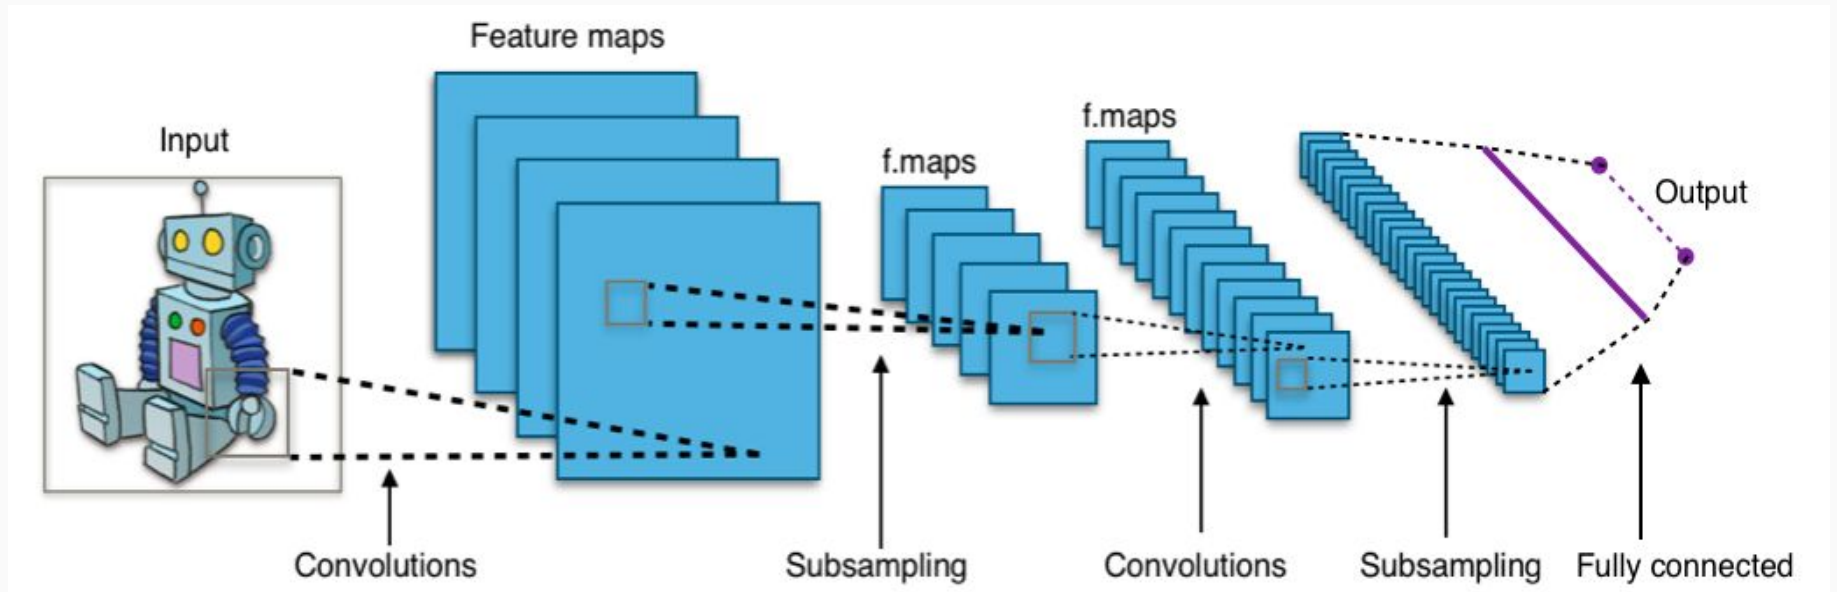 Feature maps
Input
f.maps
f.maps
Output
Convolutions
Subsampling
Convolutions
Subsampling
Fully connected